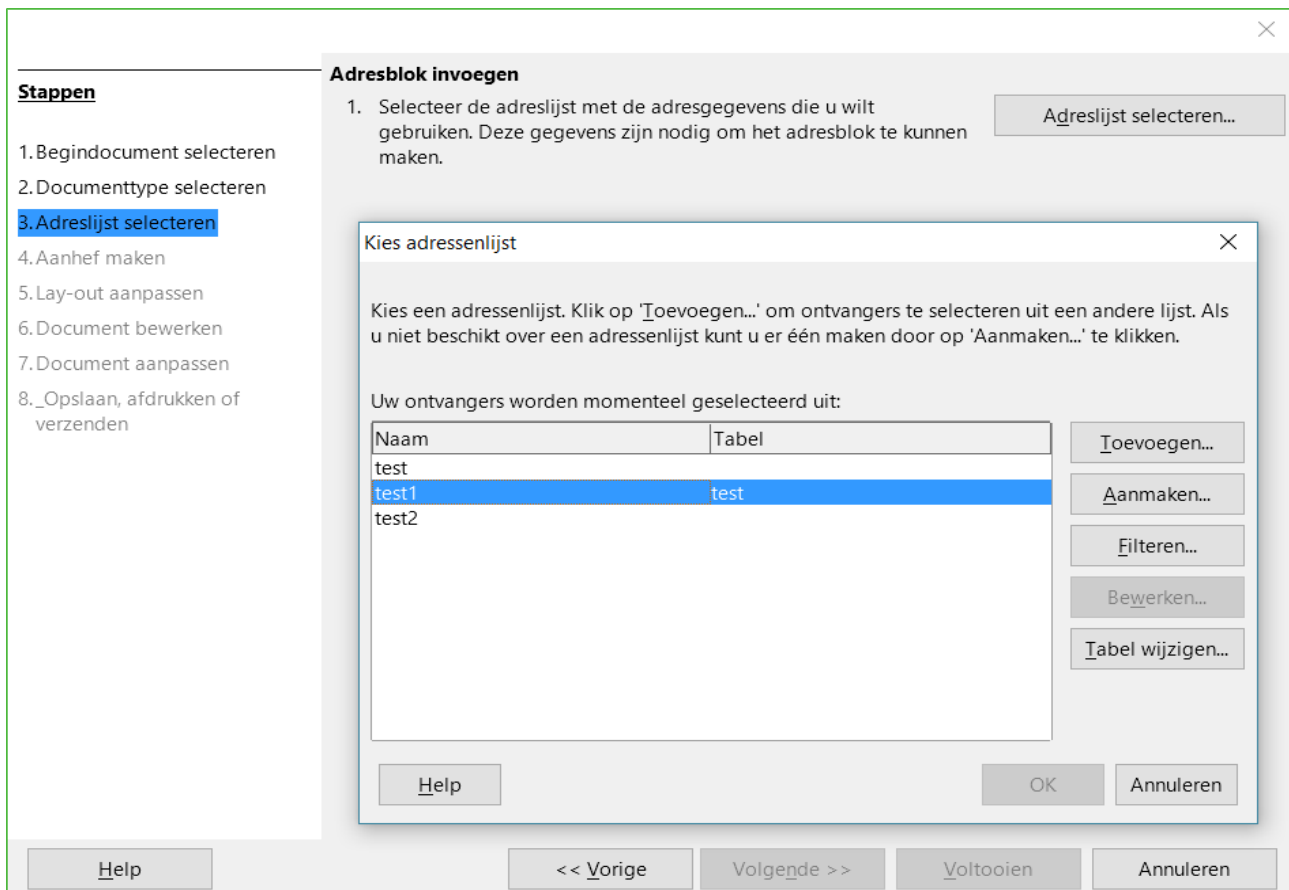 Stappen
1. Begindocument selecteren
2. Documenttype selecteren
3. Adreslijst selecteren
4. Aanhef maken
5. Lay-out aanpassen
6. Document bewerken
7. Document aanpassen
8. _Opslaan, afdrukken of
verzenden
Adresblok invoegen
1. Selecteer de adreslijst met de adresgegevens die u wilt
gebruiken. Deze gegevens zijn nodig om het adresblok te kunnen
maken.
Adreslijst selecteren...
Kies adressenlijst
Kies een adressenlijst. Klik op 'Toevoegen...' om ontvangers te selecteren uit een andere lijst. Als
u niet beschikt over een adressenlijst kunt u er één maken door op 'Aanmaken...' te klikken.
Uw ontvangers worden momenteel geselecteerd uit:
Naam Tabel
test
test1 test
test2
Toevoegen...
Aanmaken...
Filteren...
Bewerken...
Tabel wijzigen...
Help OK Annuleren
Help << Vorige Volgende >> Voltooien Annuleren